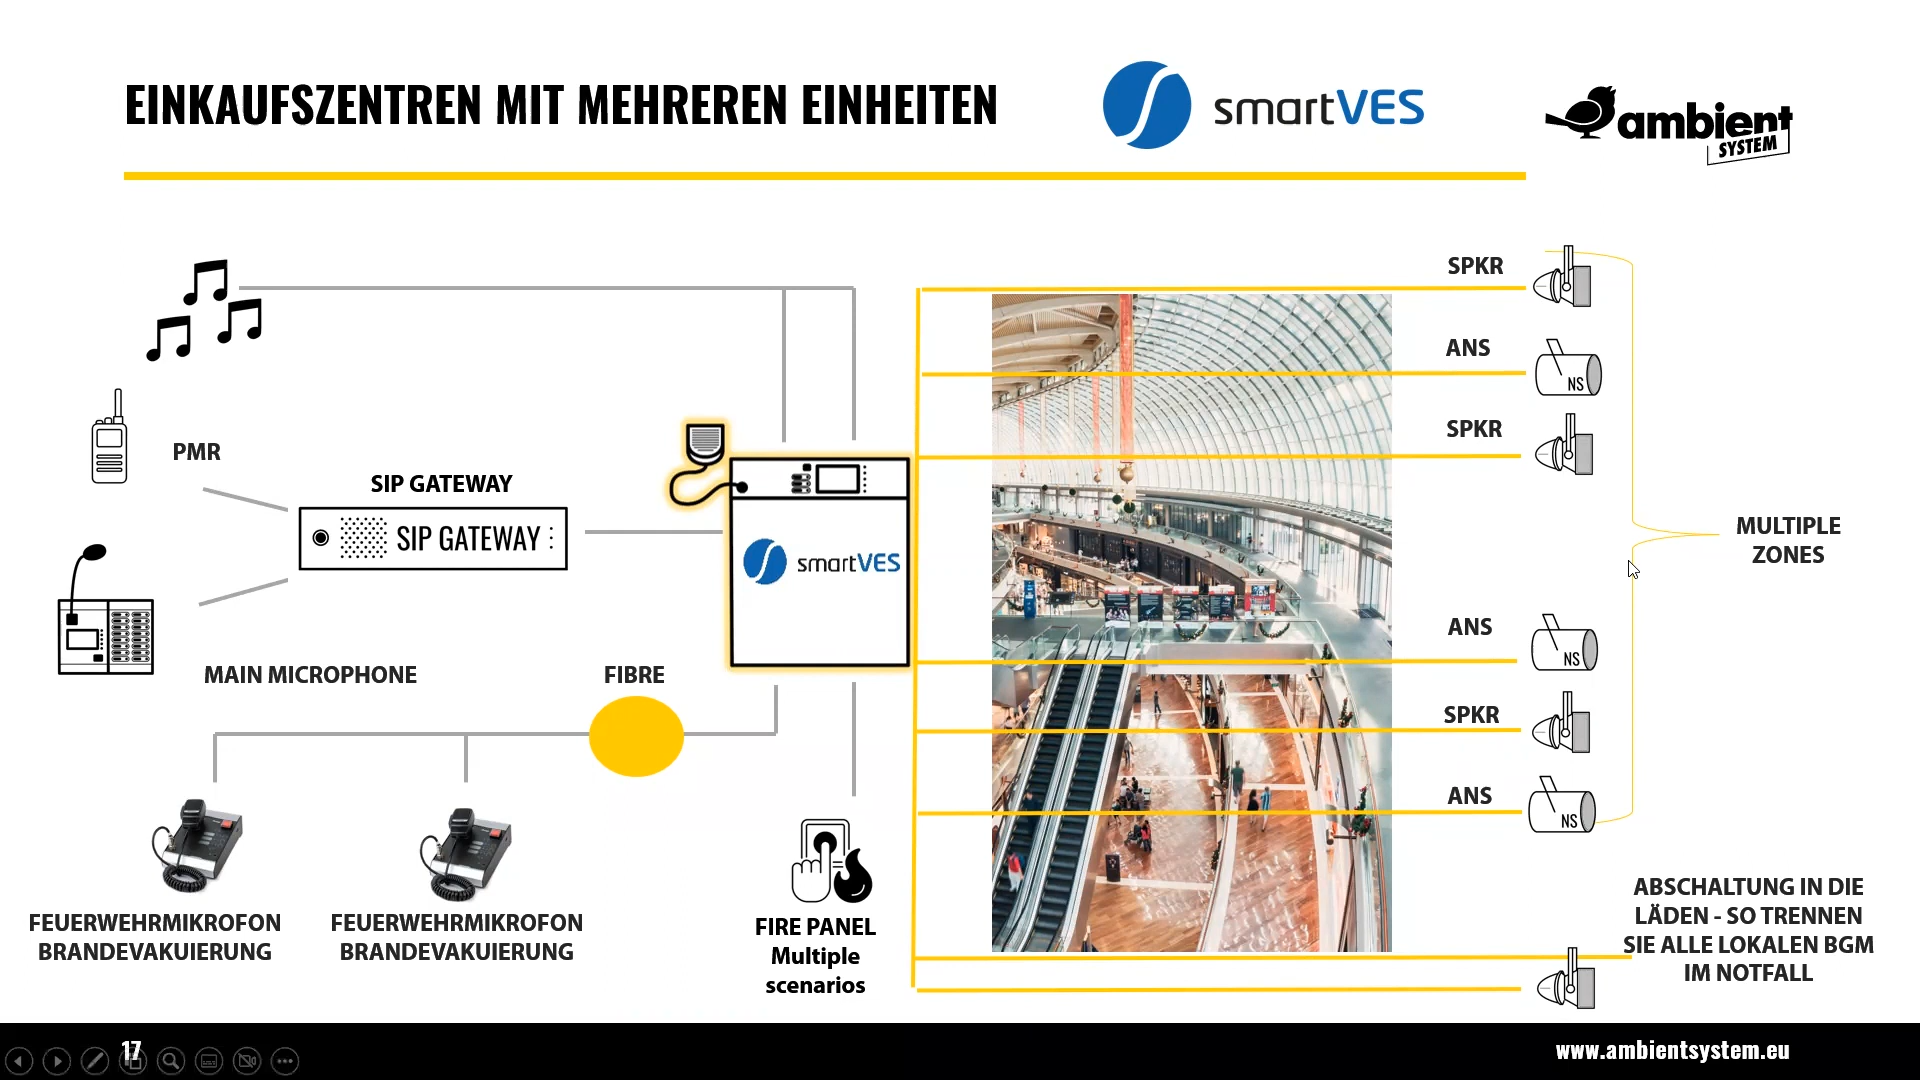 EINKAUFSZENTREN MIT MEHREREN EINHEITEN
smartVES
ambient
SYSTEM
SPKR
ANS
NS
SPKR
PMR
SIP GATEWAY
SIP GATEWAY
smartVES
MULTIPLE
ZONES
MAIN MICROPHONE
FIBRE
ANS
NS
SPKR
ANS
NS
FEUERWEHRMIKROFON
BRANDEVAKUIERUNG
FEUERWEHRMIKROFON
BRANDEVAKUIERUNG
FIRE PANEL
Multiple
scenarios
ABSCHALTUNG IN DIE
LÄDEN - SO TRENNEN
SIE ALLE LOKALEN BGM
IM NOTFALL
17
www.ambientsystem.eu